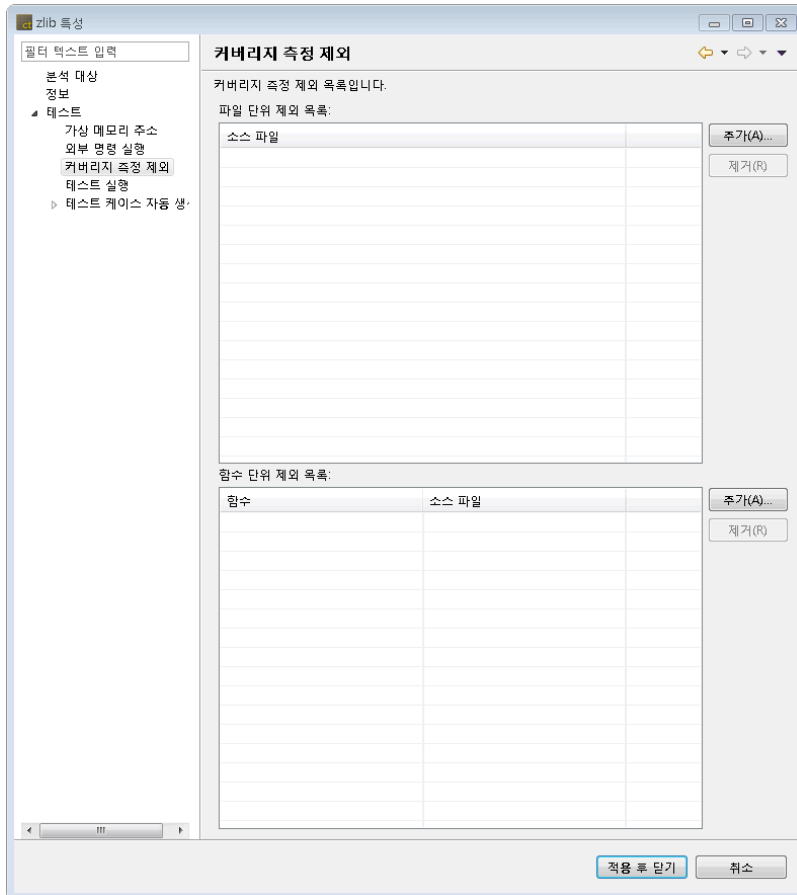 ct zlib 특성
필터 텍스트 입력
분석 대상
정보
테스트
가상 메모리 주소
외부 명령 실행
커버리지 측정 제외
테스트 실행
테스트 케이스 자동 생
커버리지 측정 제외
커버리지 측정 제외 목록입니다.
파일 단위 제외 목록:
소스 파일
추가(A)...
제거(R)
함수 단위 제외 목록:
함수 소스 파일
추가(A)...
제거(R)
적용 후 닫기 취소